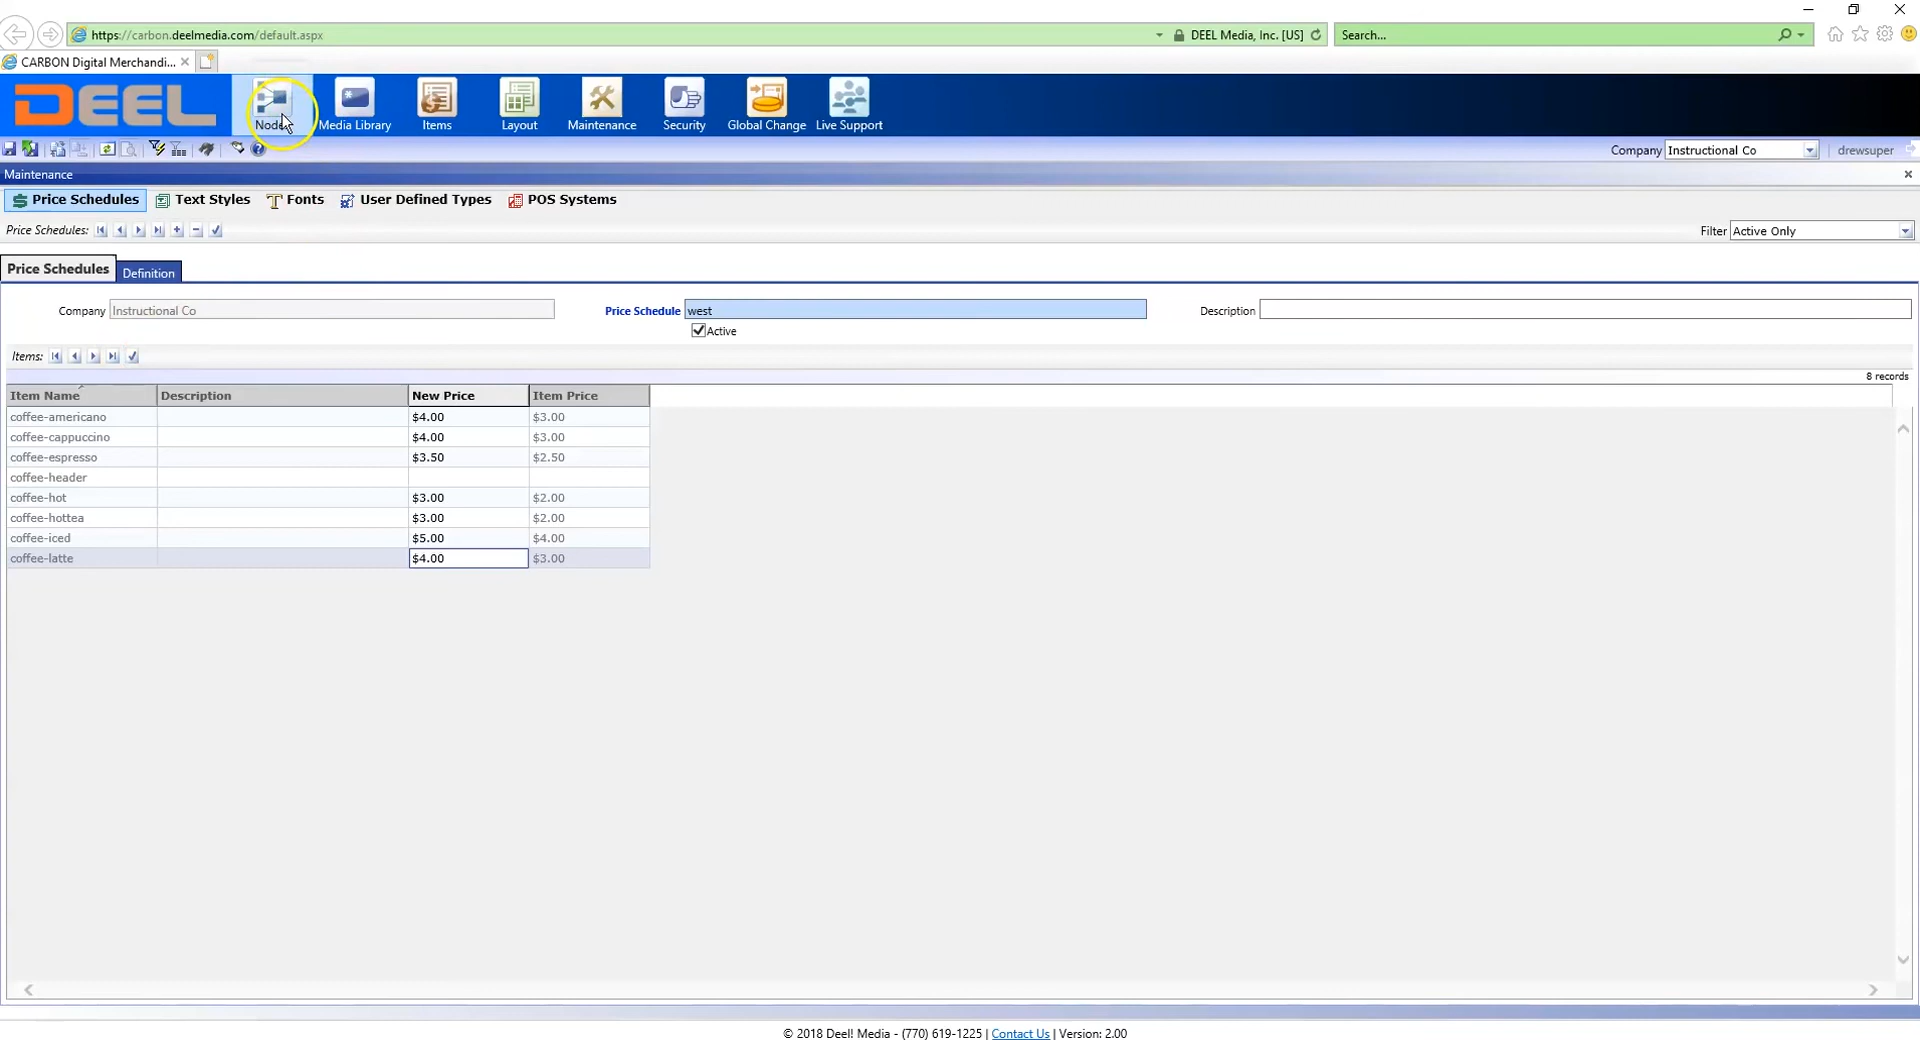 https://carbon.deelmedia.com/default.aspx
DEEL Media, Inc. [US]
Search...
CARBON Digital Merchandi...
DEEL
Nodes
Media Library
Items
Layout
Maintenance
Security
Global Change
Live Support
Company Instructional Co
drewsuper
Maintenance
Price Schedules
Text Styles
Fonts
User Defined Types
POS Systems
Price Schedules:
Filter Active Only
Price Schedules
Definition
Company Instructional Co
Price Schedule west
Description
Active
Items:
8 records
Item Name Description New Price Item Price
coffee-americano $4.00 $3.00
coffee-cappuccino $4.00 $3.00
coffee-espresso $3.50 $2.50
coffee-header
coffee-hot $3.00 $2.00
coffee-hottea $3.00 $2.00
coffee-iced $5.00 $4.00
coffee-latte $4.00 $3.00
© 2018 Deel! Media - (770) 619-1225 | Contact Us | Version: 2.00